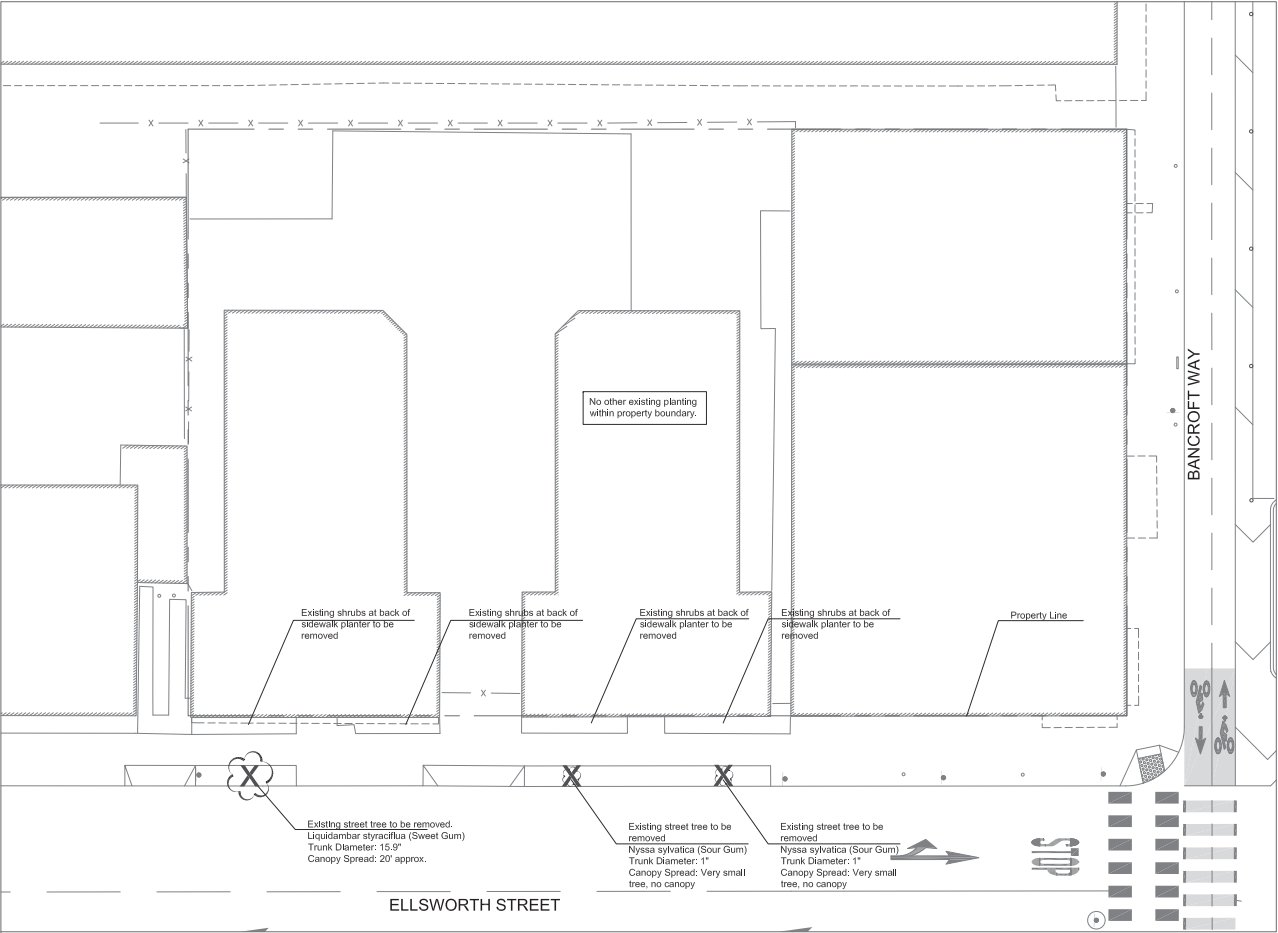 No other existing planting
within property boundary.
BANCROFT WAY
Existing shrubs at back of
sidewalk planter to be
removed
Existing shrubs at back of
sidewalk planter to be
removed
Existing shrubs at back of
sidewalk planter to be
removed
Existing shrubs at back of
sidewalk planter to be
removed
Property Line
Existing street tree to be removed.
Liquidambar styraciflua (Sweet Gum)
Trunk Diameter: 15.9"
Canopy Spread: 20' approx.
Existing street tree to be
removed
Nyssa sylvatica (Sour Gum)
Trunk Diameter: 1"
Canopy Spread: Very small
tree, no canopy
Existing street tree to be
removed
Nyssa sylvatica (Sour Gum)
Trunk Diameter: 1"
Canopy Spread: Very small
tree, no canopy
ELLSWORTH STREET